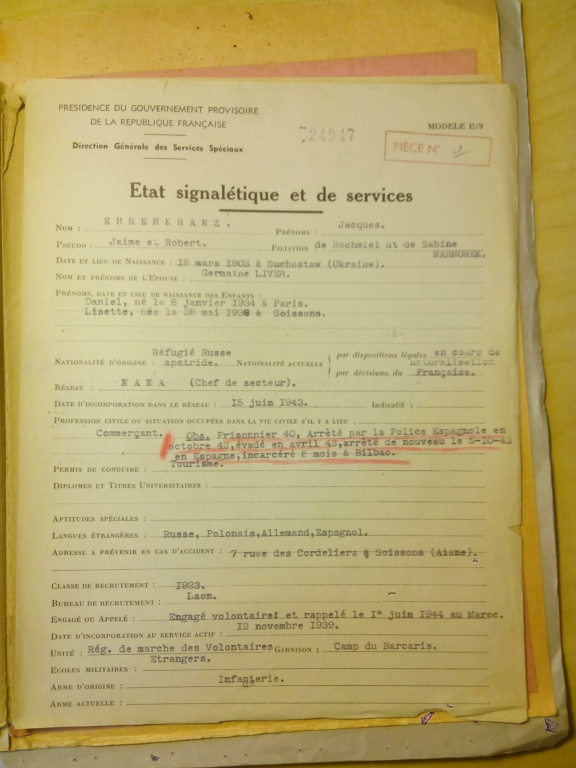 PRESIDENCE DU GOUVERNEMENT PROVISOIRE
DE LA REPUBLIQUE FRANÇAISE
Direction Générale des Services Spéciaux
24947
MODELE E/9
PIÈCE N°
Etat signalétique et de services
NOM : EHRENKRANZ. PRÉNOMS : Jacques.
PSEUDO : Jaime et Robert. FILIATION : de Rachmiel et de Sabine
MARMOREK.
DATE ET LIEU DE NAISSANCE : 12 mars 1903 à Suchostaw (Ukraine).
NOM ET PRÉNOMS DE L'EPOUSE : Germaine LIVER.
PRÉNOMS, DATE ET LIEU DE NAISSANCE DES ENFANTS :
Daniel, né le 8 janvier 1934 à Paris.
Lisette, née le 28 mai 1936 à Soissons.
NATIONALITÉ D'ORIGINE : Réfugié Russe apatride. NATIONALITÉ ACTUELLE { par dispositions légales en cours de naturalisation
par décisions, du Française.
RÉSEAU : NANA (Chef de secteur).
DATE D'INCORPORATION DANS LE RÉSEAU : 15 juin 1943. Indicatif :
PROFESSION CIVILE OU SITUATION OCCUPÉES DANS LA VIE CIVILE S'IL Y A LIEU :
Commerçant. Obs. Prisonnier 40, Arrêté par la Police Espagnole en
octobre 42, évadé en avril 43, arrêté de nouveau le 5-10-43
en Espagne, incarcéré 8 mois à Bilbao.
PERMIS DE CONDUIRE : Tourisme.
DIPLOMES ET TITRES UNIVERSITAIRES :
APTITUDES SPÉCIALES :
LANGUES ÉTRANGÈRES : Russe, Polonais, Allemand, Espagnol.
ADRESSE A PRÉVENIR EN CAS D'ACCIDENT : 7 ruee des Cordeliers à Soissons (Aisne).
CLASSE DE RECRUTEMENT : 1923.
BUREAU DE RECRUTEMENT : Laon.
ENGAGÉ OU APPELÉ : Engagé volontairei et rappelé le 1° juin 1944 au Maroc.
DATE D'INCORPORATION AU SERVICE ACTIF : 12 novembre 1939.
UNITÉ : Rég. de marche des Volontaires Etrangers. GARNISON : Camp du Barcaris.
ECOLES MILITAIRES :
ARME D'ORIGINE : Infanterie.
ARME ACTUELLE :